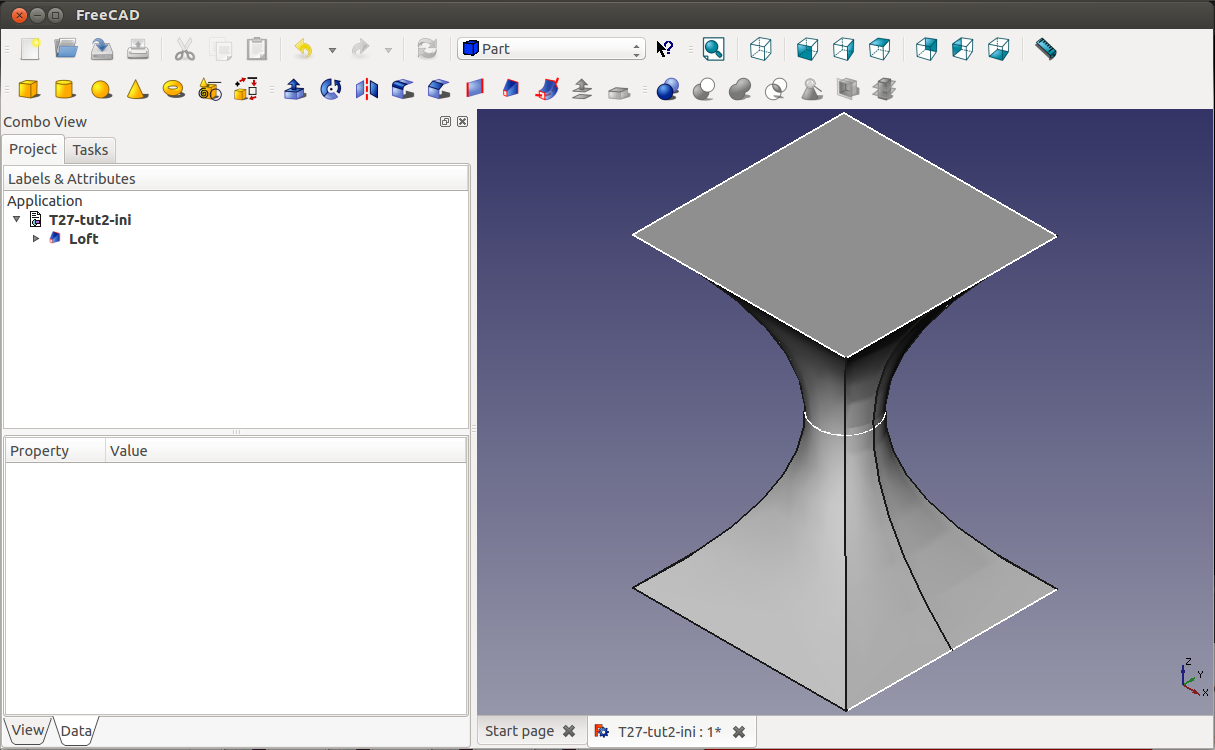 FreeCAD
Part
Combo View
Project Tasks
Labels & Attributes
Application
T27-tut2-ini
Loft
Property Value
Z
Y
X
View Data
Start page T27-tut2-ini : 1*